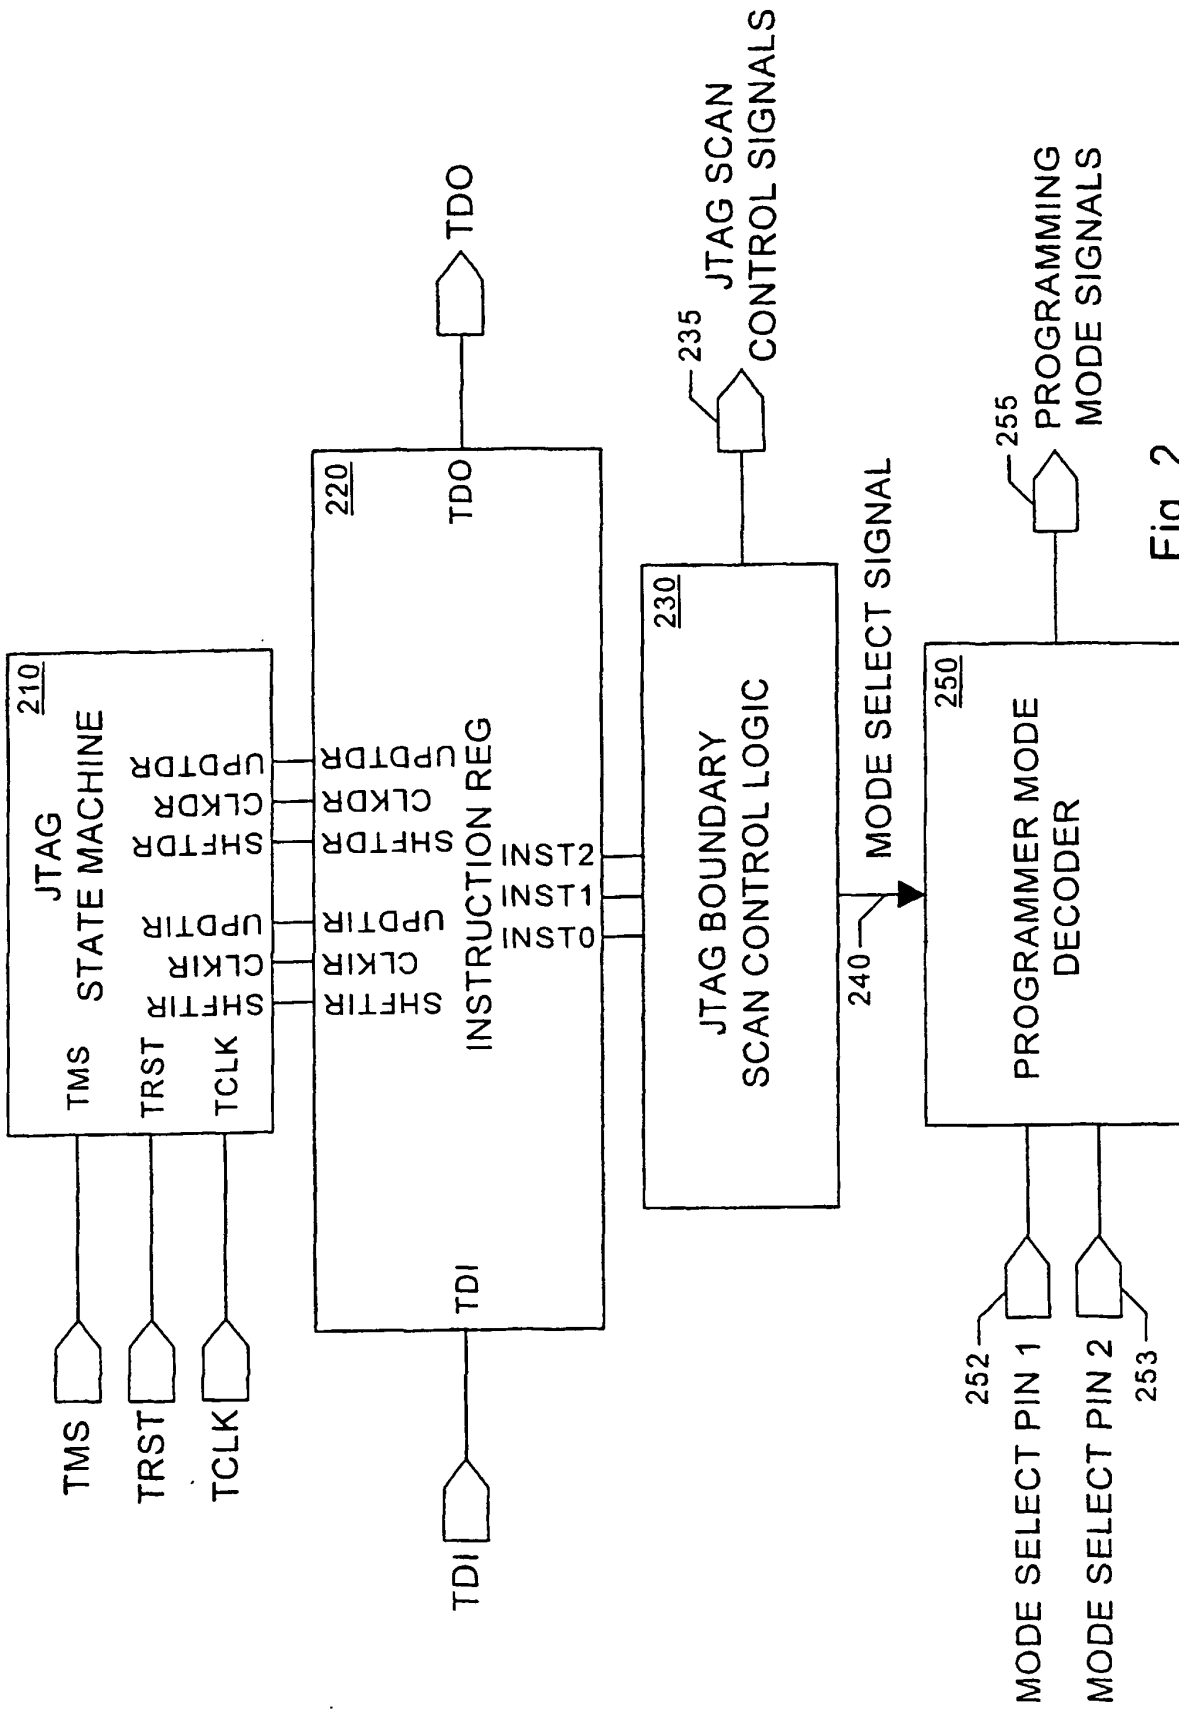 210
JTAG
STATE MACHINE
TMS
TRST
TCLK
TMS
TRST
TCLK
SHFTIR
CLKIR
UPDTIR
SHFTDR
CLKDR
UPDTDR
SHFTIR
CLKIR
UPDTIR
SHFTDR
CLKDR
UPDTDR
220
INSTRUCTION REG
TDI
TDI
TDO
TDO
INST0
INST1
INST2
230
JTAG BOUNDARY
SCAN CONTROL LOGIC
235
JTAG SCAN
CONTROL SIGNALS
240
MODE SELECT SIGNAL
250
PROGRAMMER MODE
DECODER
252
MODE SELECT PIN 1
MODE SELECT PIN 2
253
255
PROGRAMMING
MODE SIGNALS
Fig. 2